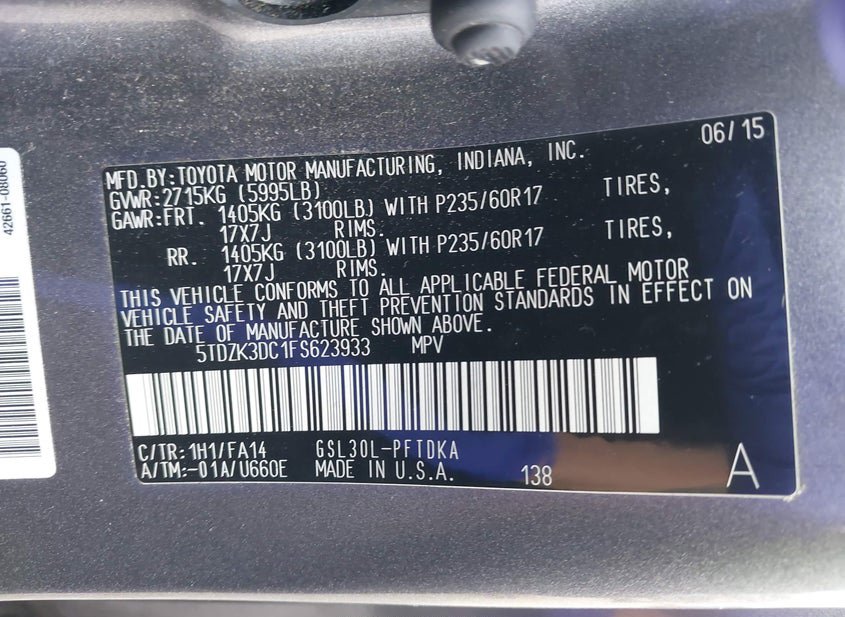 42661-08060
06/15
MFD.BY:TOYOTA MOTOR MANUFACTURING, INDIANA, INC.
GVWR:2715KG (5995LB)
GAWR:FRT. 1405KG (3100LB) WITH P235/60R17 TIRES,
17X7J RIMS.
RR. 1405KG (3100LB) WITH P235/60R17 TIRES,
17X7J RIMS.
THIS VEHICLE CONFORMS TO ALL APPLICABLE FEDERAL MOTOR
VEHICLE SAFETY AND THEFT PREVENTION STANDARDS IN EFFECT ON
THE DATE OF MANUFACTURE SHOWN ABOVE.
5TDZK3DC1FS623933 MPV
C/TR:1H1/FA14 GSL30L-PFTDKA
A/TM:-01A/U660E MADE IN U.S.A. 138 A